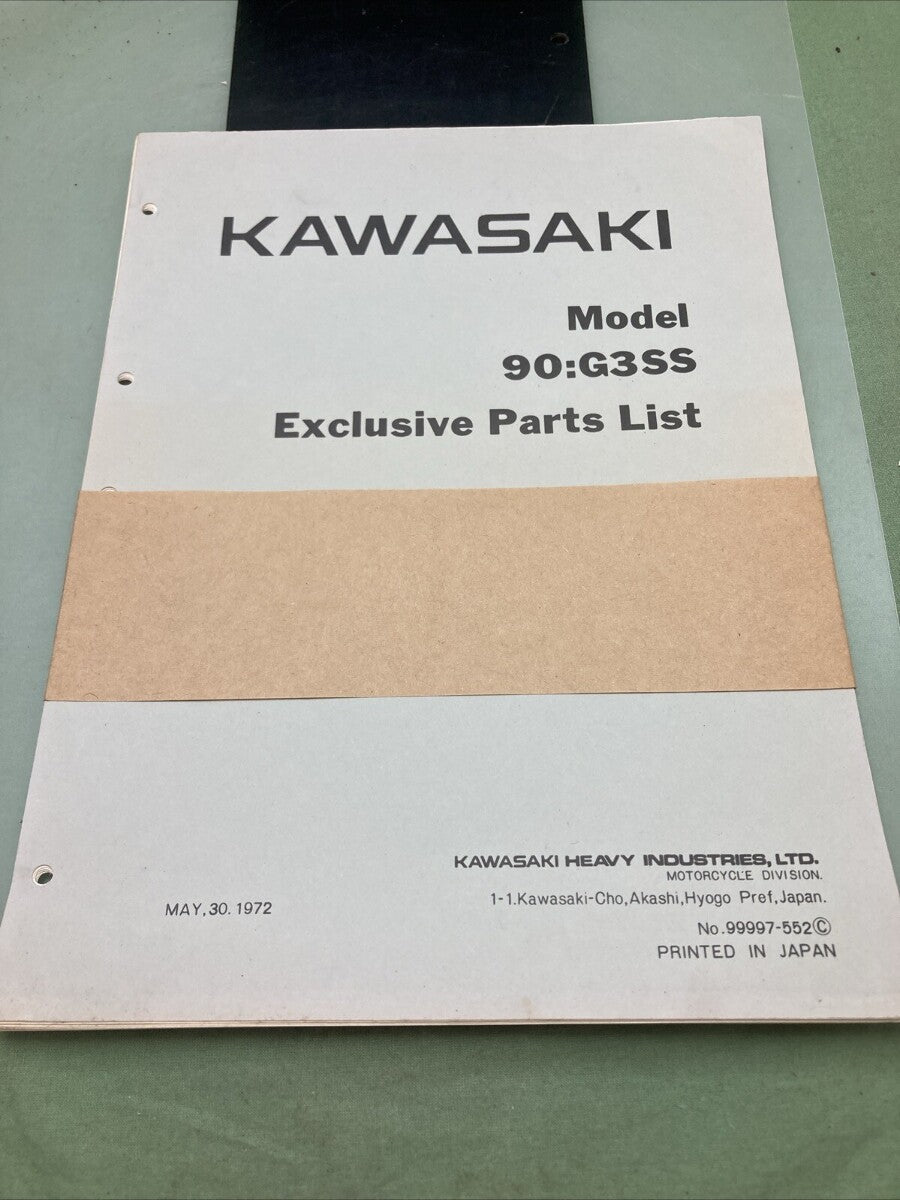 KAWASAKI
Model
90:G3SS
Exclusive Parts List
KAWASAKI HEAVY INDUSTRIES, LTD.
MOTORCYCLE DIVISION.
1-1.Kawasaki-Cho,Akashi,Hyogo Pref,Japan.
MAY,30.1972
No.99997-552Ⓒ
PRINTED IN JAPAN